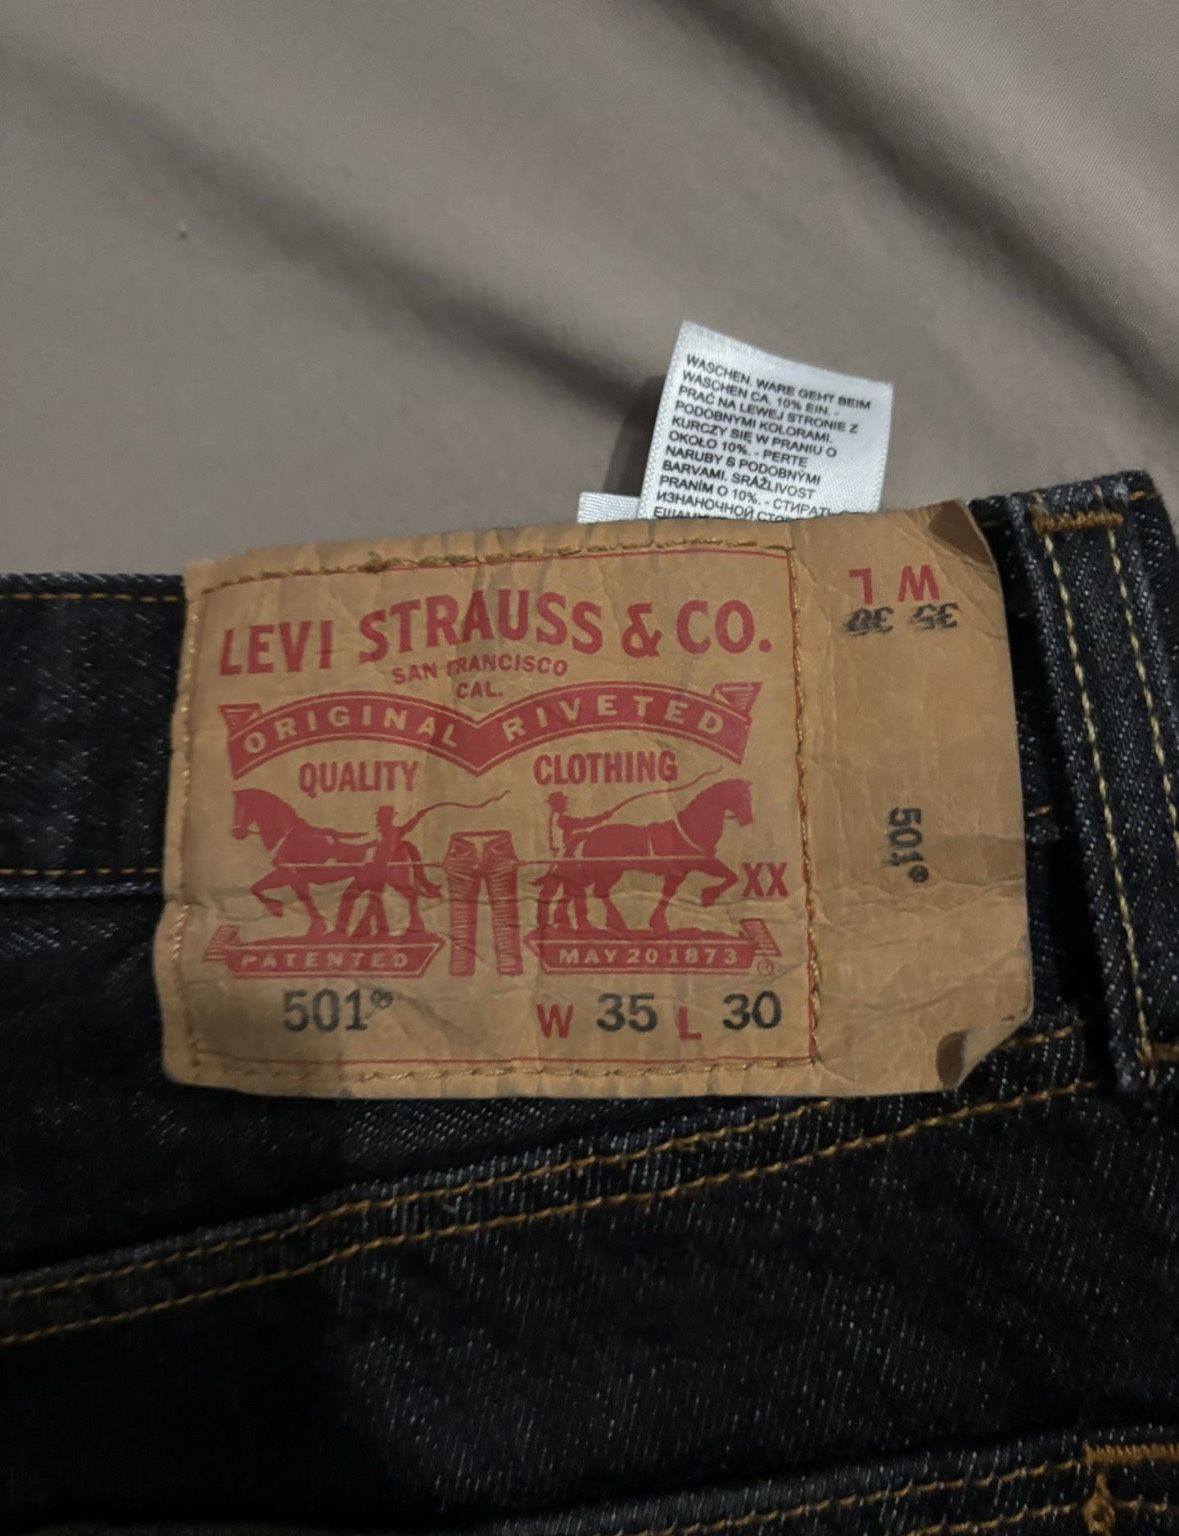 WASCHEN. WARE GEHT BEIM
WASCHEN CA. 10% EIN. -
PRAĆ NA LEWEJ STRONIE Z
PODOBNYMI KOLORAMI.
KURCZY SIĘ W PRANIU O
OKOŁO 10%. - PERTE
NARUBY S PODOBNÝMI
BARVAMI. SRÁŽLIVOST
PRANÍM O 10%. - СТИРАТЬ
ИЗНАНОЧНОЙ
LEVI STRAUSS & CO.
SAN FRANCISCO
CAL.
ORIGINAL RIVETED
QUALITY CLOTHING
XX
PATENTED MAY 20 1873 ®
501® W 35 L 30
W L
35 30
501®